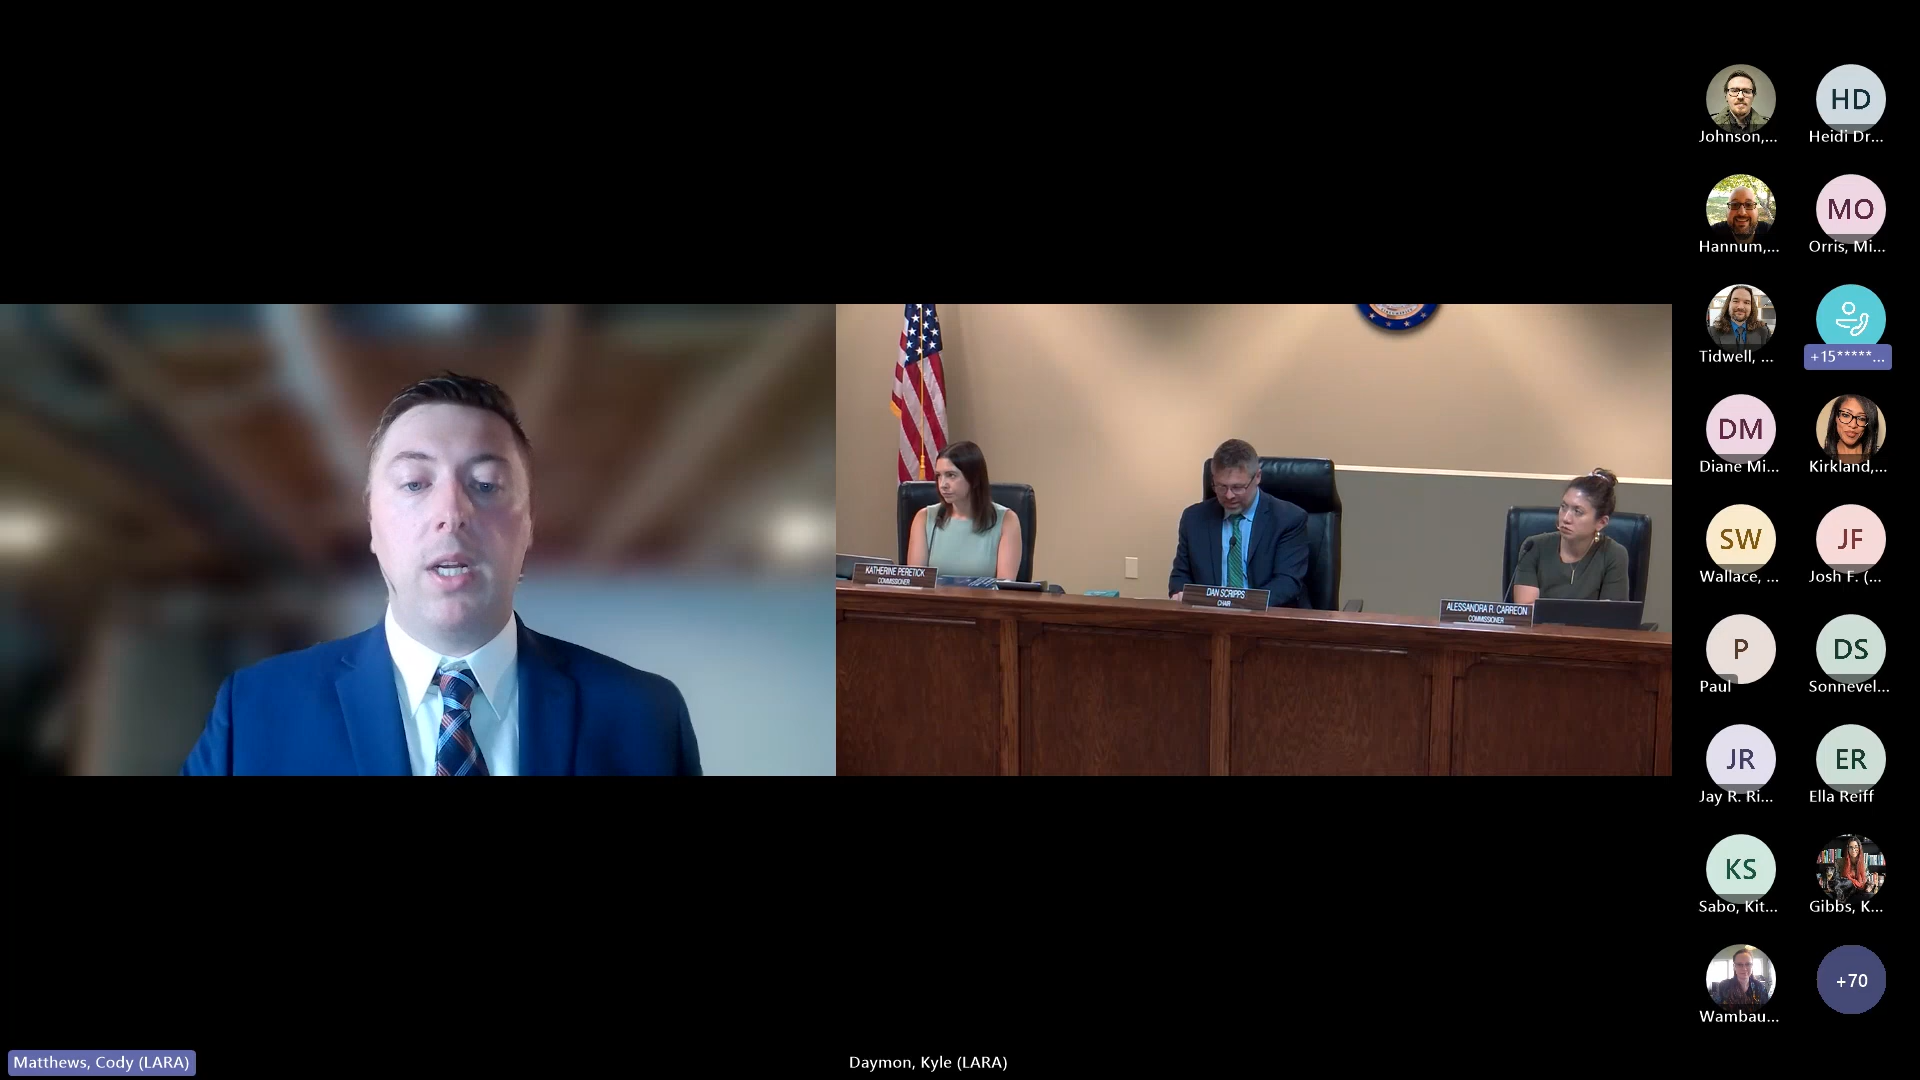 Johnson,...
HD
Heidi Dr...
Hannum,...
MO
Orris, Mi...
Tidwell, ...
+15*****...
DM
Diane Mi...
Kirkland,...
SW
Wallace, ...
JF
Josh F. (...
P
Paul
DS
Sonnevel...
JR
Jay R. Ri...
ER
Ella Reiff
KS
Sabo, Kit...
Gibbs, K...
Wambau...
+70
KATHERINE PERETICK
COMMISSIONER
DAN SCRIPPS
CHAIR
ALESSANDRA R. CARREON
COMMISSIONER
Matthews, Cody (LARA)
Daymon, Kyle (LARA)